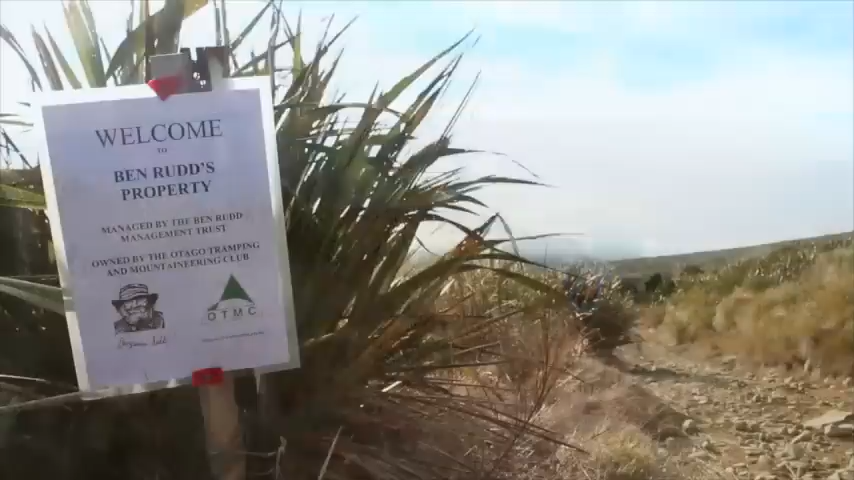 WELCOME
TO
BEN RUDD'S
PROPERTY
MANAGED BY THE BEN RUDD
MANAGEMENT TRUST
OWNED BY THE OTAGO TRAMPING
AND MOUNTAINEERING CLUB
OTMC